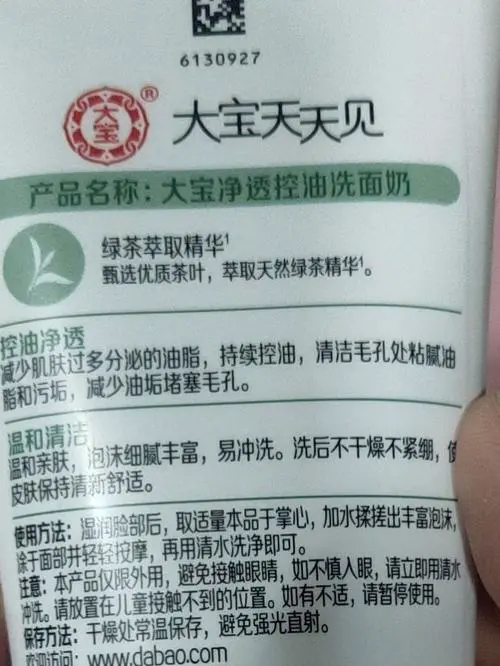 6130927
大宝®
大宝天天见
产品名称：大宝净透控油洗面奶
绿茶萃取精华¹
甄选优质茶叶，萃取天然绿茶精华¹。
控油净透
减少肌肤过多分泌的油脂，持续控油，清洁毛孔处粘腻油
脂和污垢，减少油垢堵塞毛孔。
温和清洁
温和亲肤，泡沫细腻丰富，易冲洗。洗后不干燥不紧绷，使
皮肤保持清新舒适。
使用方法：湿润脸部后，取适量本品于掌心，加水揉搓出丰富泡沫，
涂于面部并轻轻按摩，再用清水洗净即可。
注意：本产品仅限外用，避免接触眼睛，如不慎入眼，请立即用清水
冲洗。请放置在儿童接触不到的位置。如有不适，请暂停使用。
保存方法：干燥处常温保存，避免强光直射。
欢迎访问：www.dabao.com